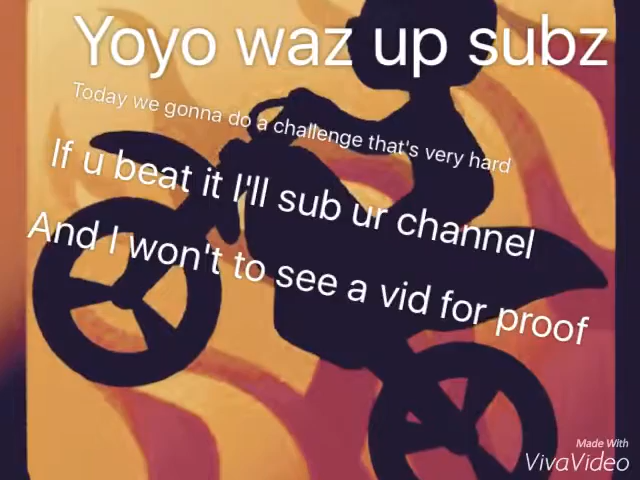 Yoyo waz up subz
Today we gonna do a challenge that's very hard
If u beat it I'll sub ur channel
And I won't to see a vid for proof
Made With
VivaVideo